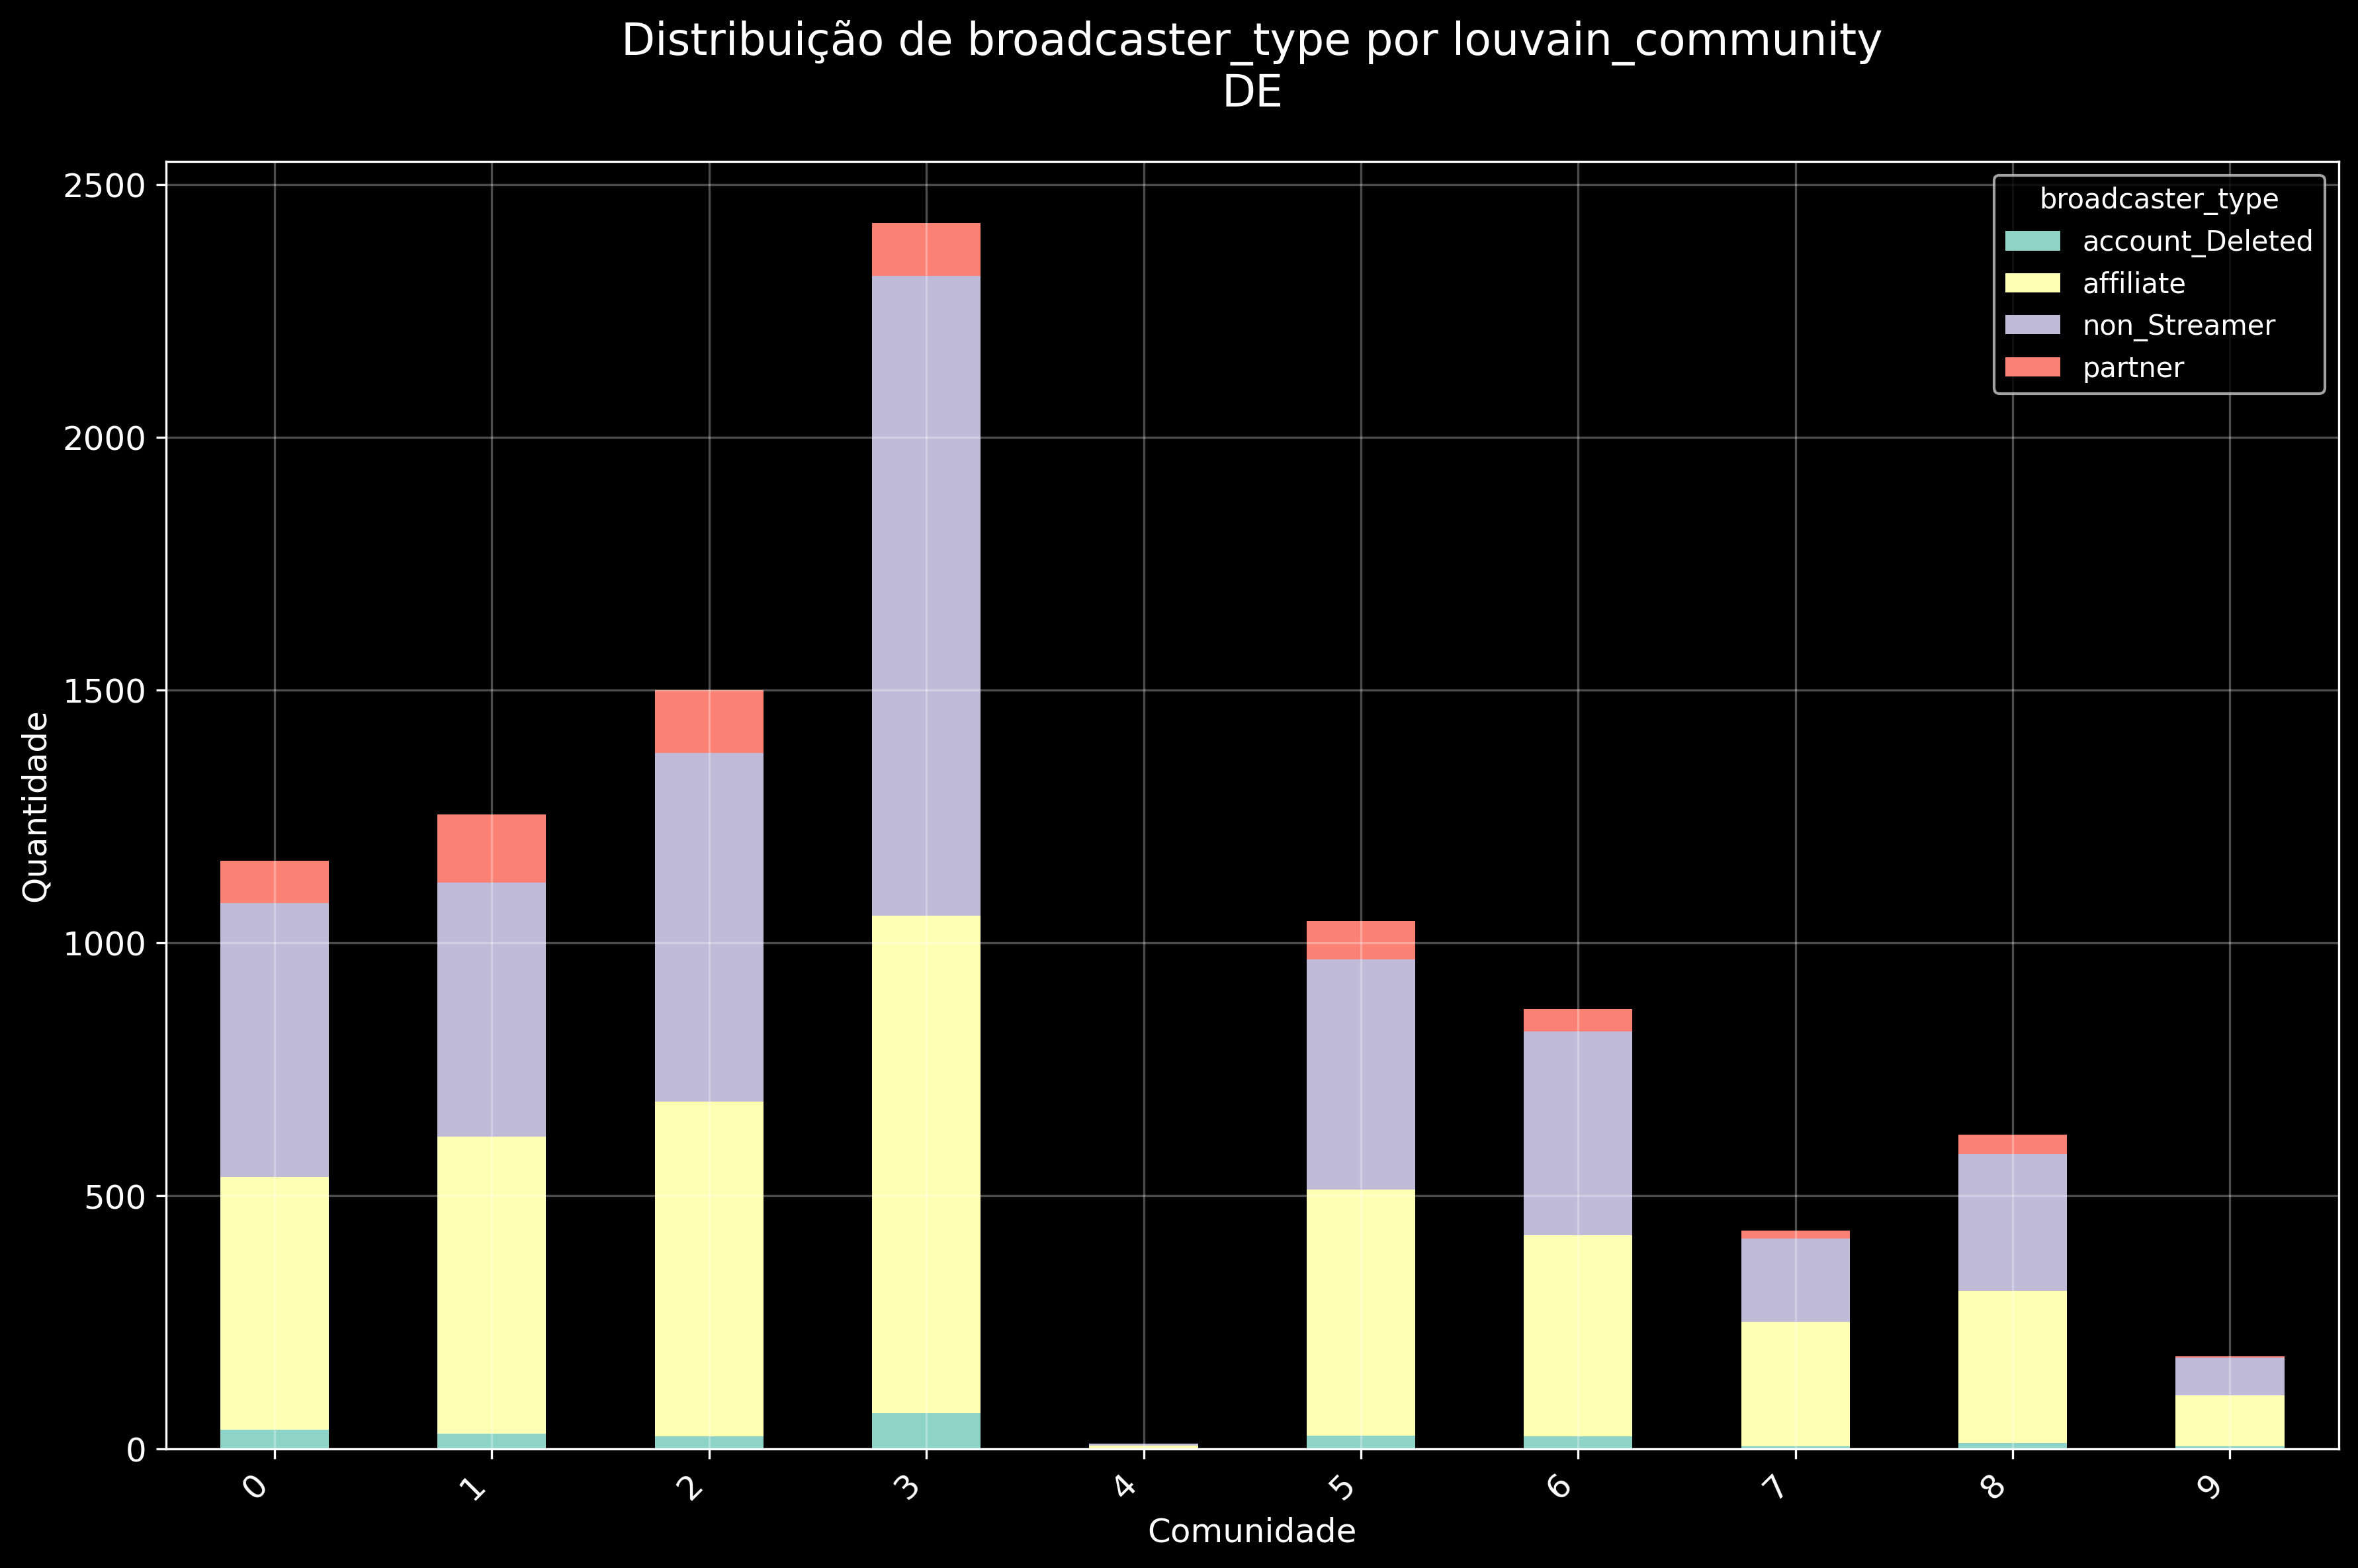 Distribuição de broadcaster_type por louvain_community
DE
broadcaster_type
account_Deleted
affiliate
non_Streamer
partner
Quantidade
2500
2000
1500
1000
500
0
0 1 2 3 4 5 6 7 8 9
Comunidade